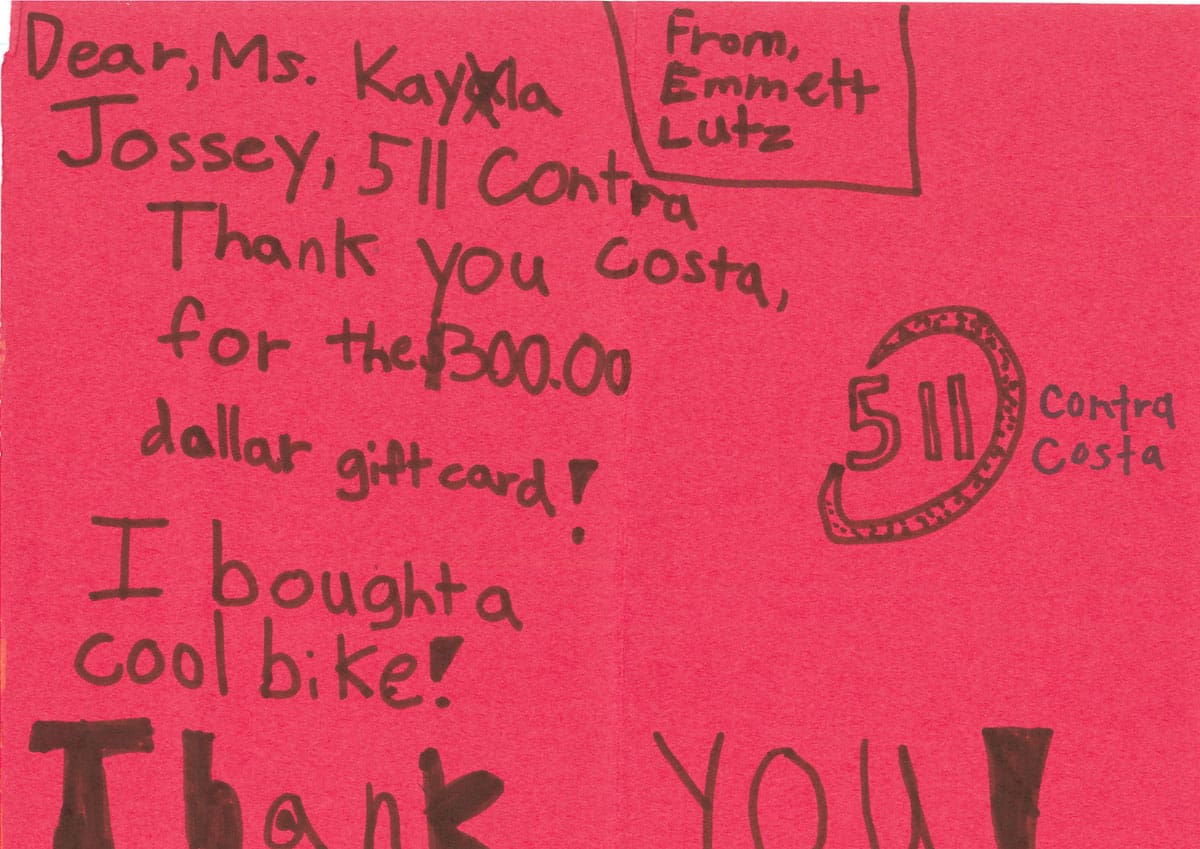 Dear, Ms. Kayla
Jossey, 511 Contra
Costa,
Thank you
for the $300.00
dallar gift card!
I bought a
cool bike!
Thank you!
From,
Emmett
Lutz
511
Contra
Costa